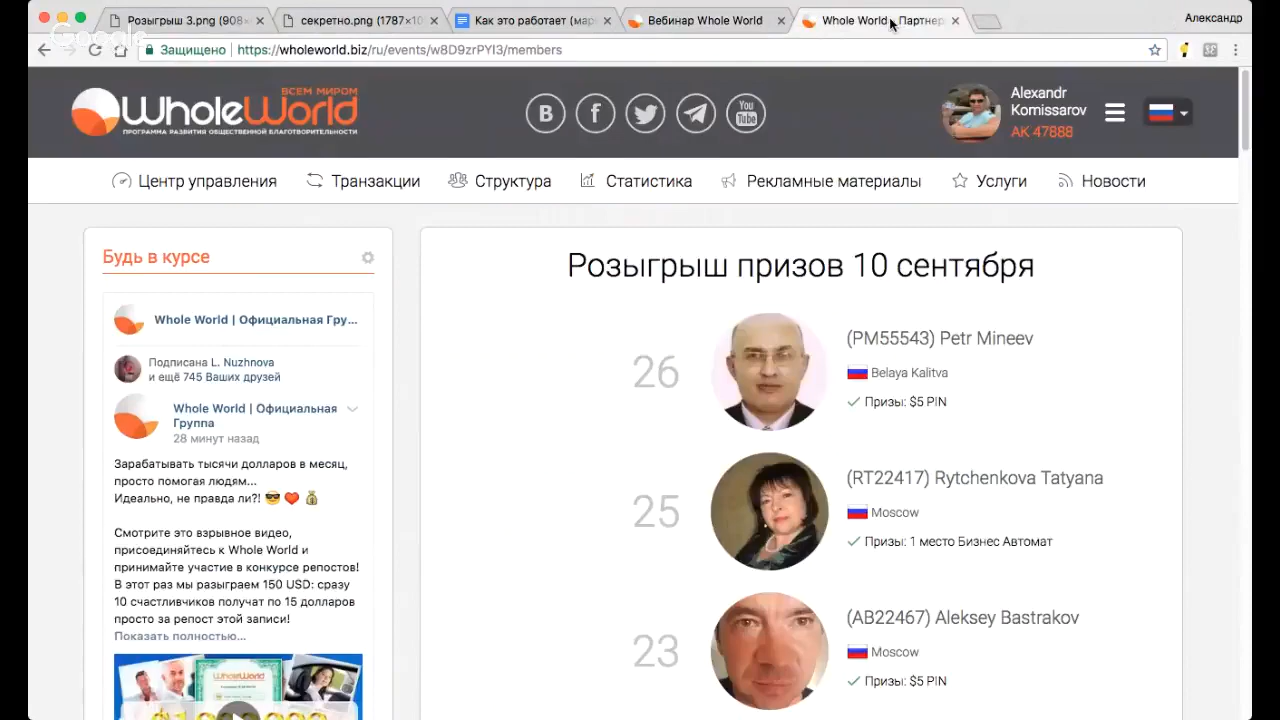 Розыгрыш 3.png (908×
секретно.png (1787×10
Как это работает (мар
Вебинар Whole World
Whole World
Партнер
Александр
Google
Защищено
https://wholeworld.biz/ru/events/w8D9zrPYI3/members
ВСЕМ МИРОМ
WholeWorld
ПРОГРАММА РАЗВИТИЯ ОБЩЕСТВЕННОЙ БЛАГОТВОРИТЕЛЬНОСТИ
B
f
You
Tube
Alexandr
Komissarov
AK 47888
Центр управления
Транзакции
Структура
Статистика
Рекламные материалы
Услуги
Новости
Будь в курсе
Whole World | Официальная Гру...
Подписана L. Nuzhnova
и ещё 745 Ваших друзей
Whole World | Официальная
Группа
28 минут назад
Зарабатывать тысячи долларов в месяц,
просто помогая людям...
Идеально, не правда ли?! 😎 ❤️ 💰
Смотрите это взрывное видео,
присоединяйтесь к Whole World и
принимайте участие в конкурсе репостов!
В этот раз мы разыграем 150 USD: сразу
10 счастливчиков получат по 15 долларов
просто за репост этой записи!
Показать полностью...
WholeWorld
Розыгрыш призов 10 сентября
26
(PM55543) Petr Mineev
Belaya Kalitva
Призы: $5 PIN
25
(RT22417) Rytchenkova Tatyana
Moscow
Призы: 1 место Бизнес Автомат
23
(AB22467) Aleksey Bastrakov
Moscow
Призы: $5 PIN